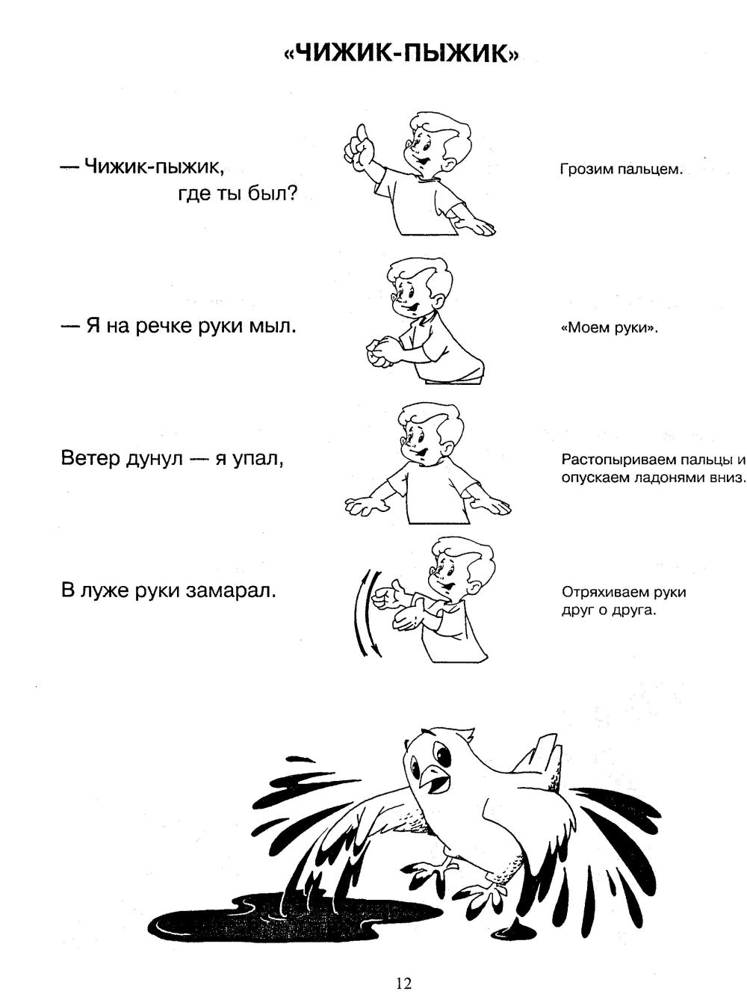 «ЧИЖИК-ПЫЖИК»
— Чижик-пыжик,
где ты был?
Грозим пальцем.
— Я на речке руки мыл.
«Моем руки».
Ветер дунул — я упал,
Растопыриваем пальцы и
опускаем ладонями вниз.
В луже руки замарал.
Отряхиваем руки
друг о друга.
12